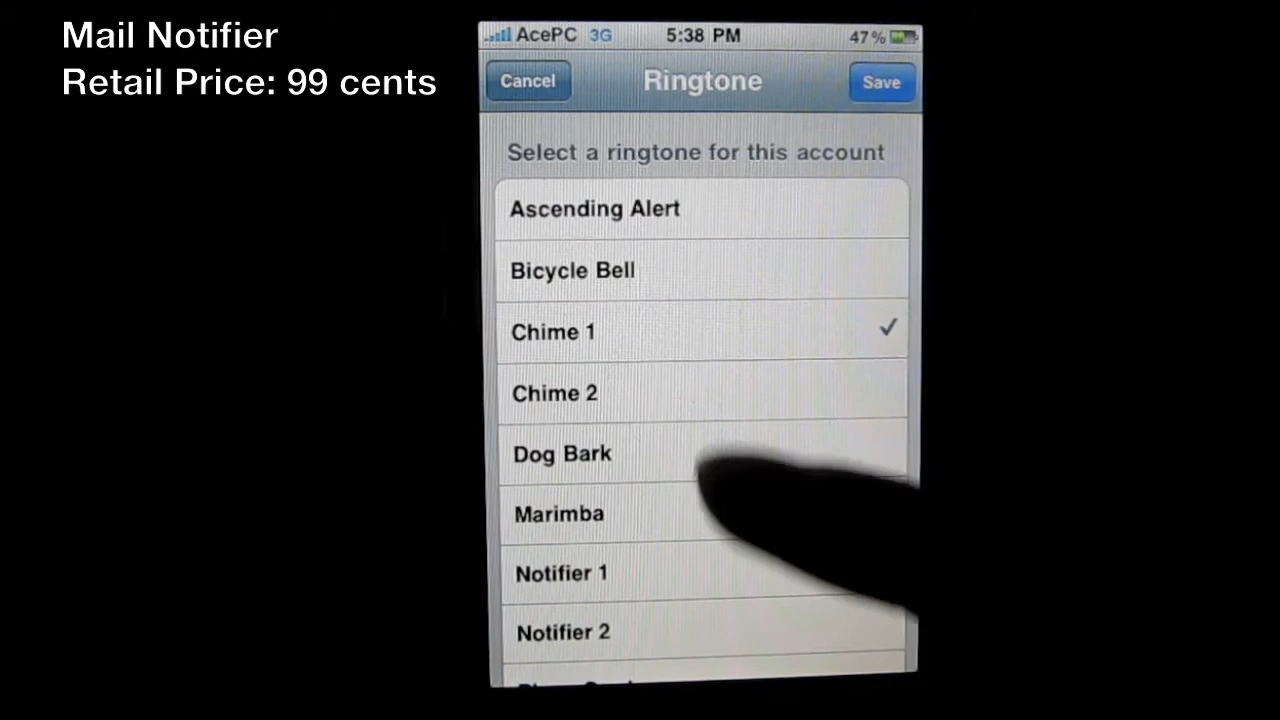 Mail Notifier
Retail Price: 99 cents
AcePC 3G 5:38 PM 47%
Cancel Ringtone Save
Select a ringtone for this account
Ascending Alert
Bicycle Bell
Chime 1
Chime 2
Dog Bark
Marimba
Notifier 1
Notifier 2